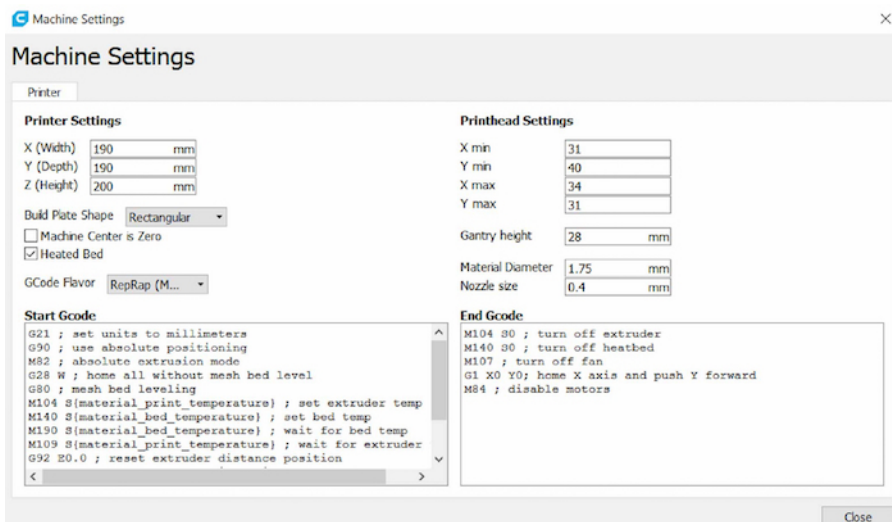 Machine Settings
Machine Settings
Printer
Printer Settings
X (Width) 190 mm
Y (Depth) 190 mm
Z (Height) 200 mm
Build Plate Shape Rectangular
Machine Center is Zero
Heated Bed
GCode Flavor RepRap (M...
Printhead Settings
X min 31
Y min 40
X max 34
Y max 31
Gantry height 28 mm
Material Diameter 1.75 mm
Nozzle size 0.4 mm
Start Gcode
G21 ; set units to millimeters
G90 ; use absolute positioning
M82 ; absolute extrusion mode
G28 W ; home all without mesh bed level
G80 ; mesh bed leveling
M104 S{material_print_temperature} ; set extruder temp
M140 S{material_bed_temperature} ; set bed temp
M190 S{material_bed_temperature} ; wait for bed temp
M109 S{material_print_temperature} ; wait for extruder
G92 E0.0 ; reset extruder distance position
End Gcode
M104 S0 ; turn off extruder
M140 S0 ; turn off heatbed
M107 ; turn off fan
G1 X0 Y0; home X axis and push Y forward
M84 ; disable motors
Close